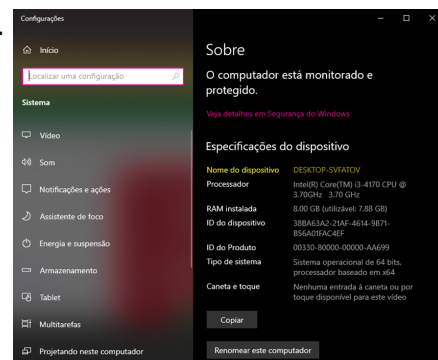 Configurações
Início
Localizar uma configuração
Sistema
Vídeo
Som
Notificações e ações
Assistente de foco
Energia e suspensão
Armazenamento
Tablet
Multitarefas
Projetando neste computador
Sobre
O computador está monitorado e
protegido.
Veja detalhes em Segurança do Windows
Especificações do dispositivo
Nome do dispositivo DESKTOP-SVFATOV
Processador Intel(R) Core(TM) i3-4170 CPU @
3.70GHz 3.70 GHz
RAM instalada 8,00 GB (utilizável: 7,88 GB)
ID do dispositivo 38BA63A2-21AF-4614-9B71-
B56A01FAC4EF
ID do Produto 00330-80000-00000-AA699
Tipo de sistema Sistema operacional de 64 bits,
processador baseado em x64
Caneta e toque Nenhuma entrada à caneta ou por
toque disponível para este vídeo
Copiar
Renomear este computador